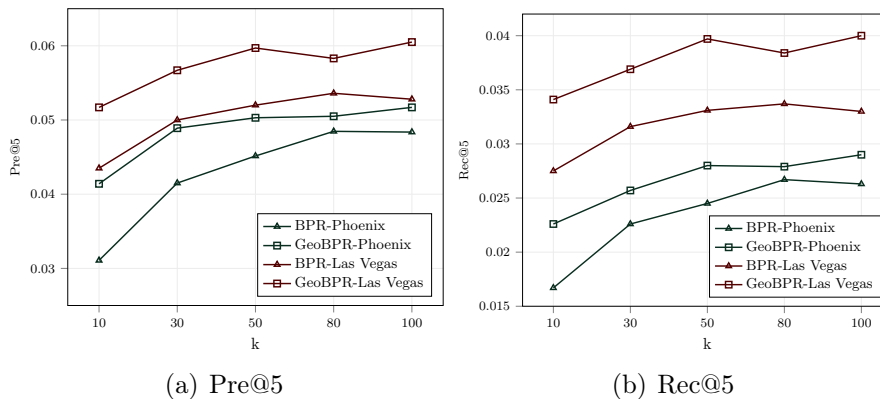 0.06
0.05
0.04
0.03
Pre@5
BPR-Phoenix
GeoBPR-Phoenix
BPR-Las Vegas
GeoBPR-Las Vegas
10 30 50 80 100
k
(a) Pre@5
0.04
0.035
0.03
0.025
0.02
0.015
Rec@5
BPR-Phoenix
GeoBPR-Phoenix
BPR-Las Vegas
GeoBPR-Las Vegas
10 30 50 80 100
k
(b) Rec@5